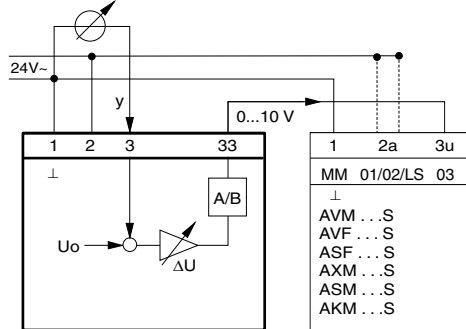 24V~
y
0...10 V
1 2 3 33
1 2a 3u
MM 01/02/LS 03
⊥
⊥
A/B
AVM . . . S
AVF . . . S
Uo
ASF . . . S
ΔU
AXM . . . S
ASM . . . S
AKM . . . S